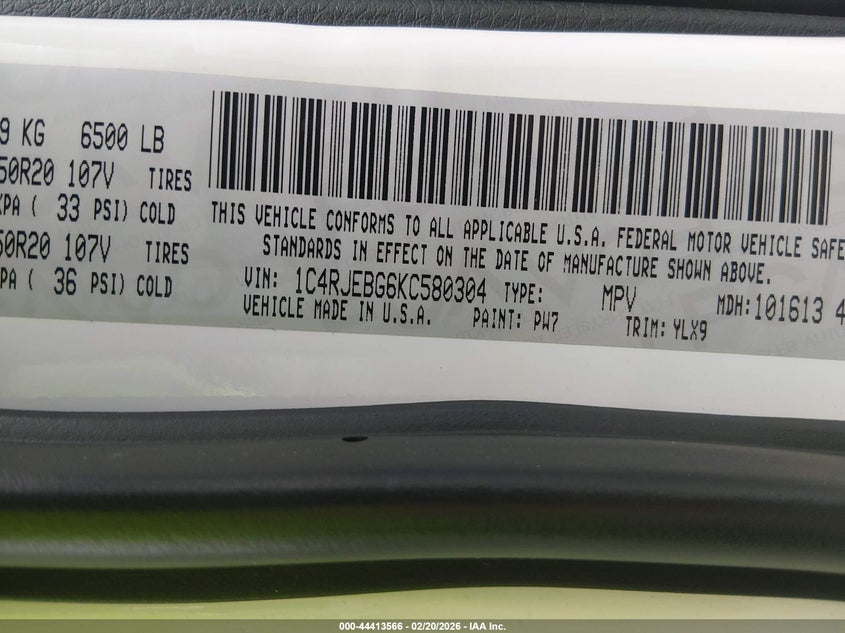 9 KG 6500 LB
50R20 107V TIRES
KPA ( 33 PSI) COLD
50R20 107V TIRES
PA ( 36 PSI) COLD
THIS VEHICLE CONFORMS TO ALL APPLICABLE U.S.A. FEDERAL MOTOR VEHICLE SAFE
STANDARDS IN EFFECT ON THE DATE OF MANUFACTURE SHOWN ABOVE.
VIN: 1C4RJEBG6KC580304 TYPE: MPV MDH:101613 4
VEHICLE MADE IN U.S.A. PAINT: PW7 TRIM: YLX9
000-44413566 - 02/20/2026 - IAA Inc.